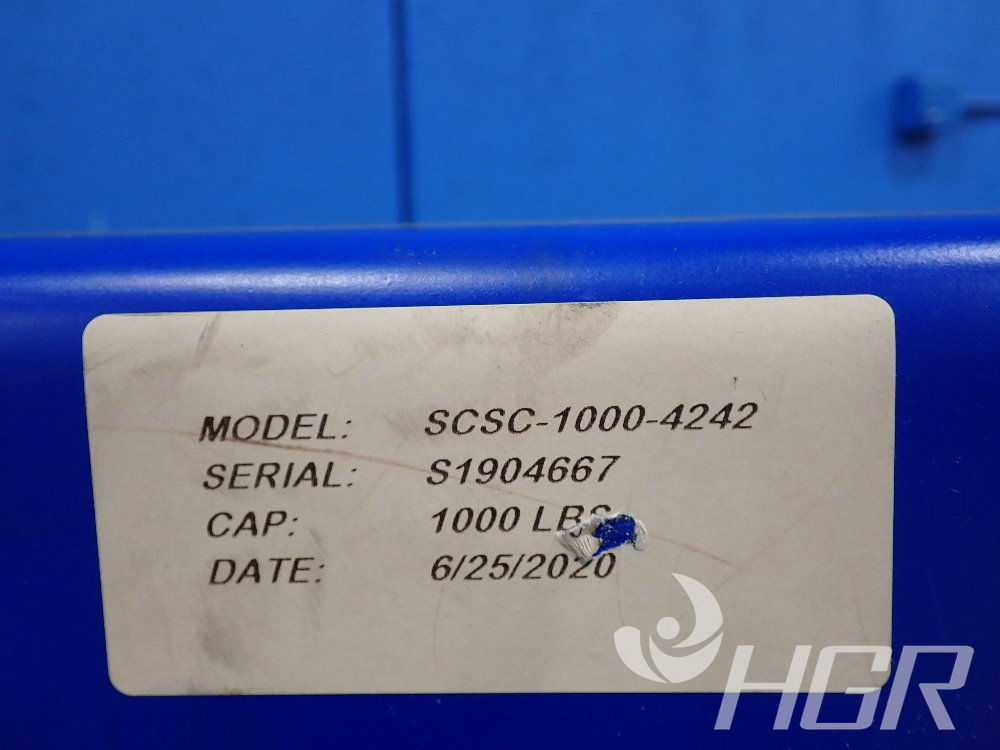 MODEL: SCSC-1000-4242
SERIAL: S1904667
CAP: 1000 LBS
DATE: 6/25/2020
HGR